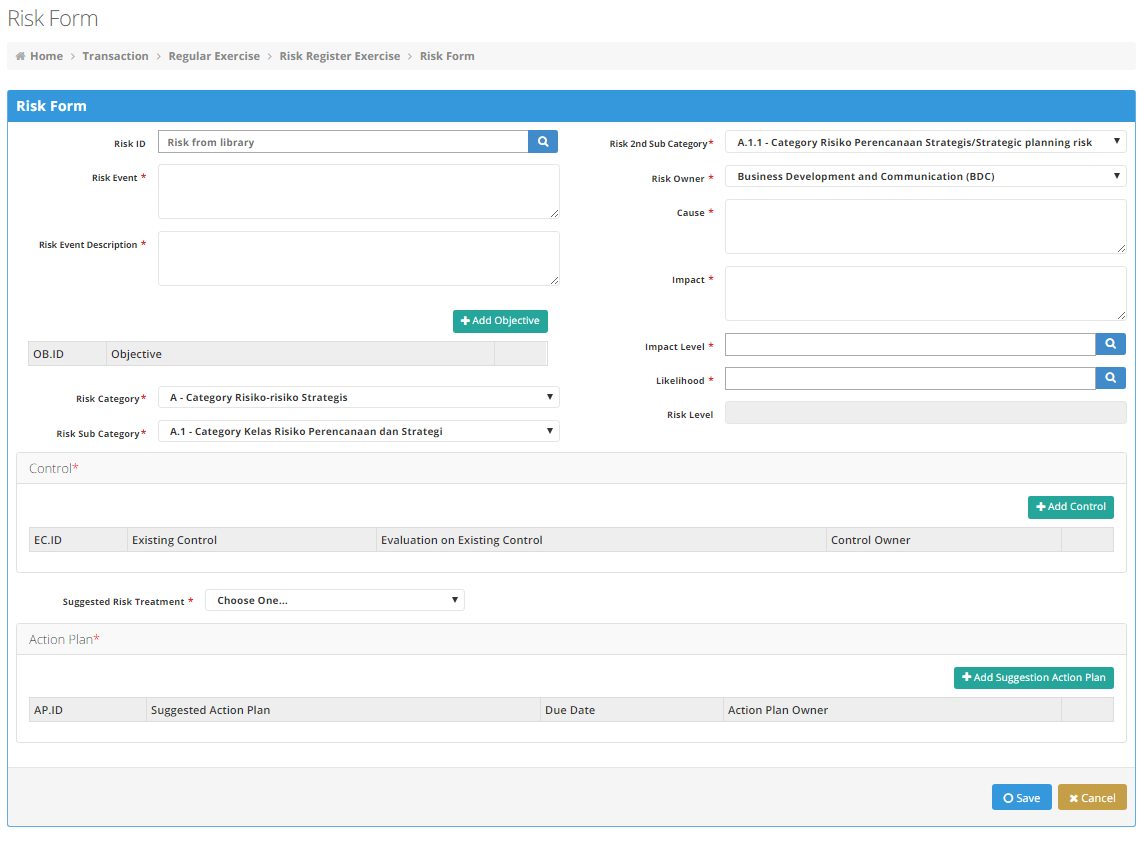 Risk Form
Home > Transaction > Regular Exercise > Risk Register Exercise > Risk Form
Risk Form
Risk ID
Risk from library
Risk Event *
Risk Event Description *
Add Objective
OB.ID Objective
Risk Category*
A - Category Risiko-risiko Strategis
Risk Sub Category*
A.1 - Category Kelas Risiko Perencanaan dan Strategi
Risk 2nd Sub Category*
A.1.1 - Category Risiko Perencanaan Strategis/Strategic planning risk
Risk Owner *
Business Development and Communication (BDC)
Cause *
Impact *
Impact Level *
Likelihood *
Risk Level
Control*
Add Control
EC.ID Existing Control Evaluation on Existing Control Control Owner
Suggested Risk Treatment *
Choose One...
Action Plan*
Add Suggestion Action Plan
AP.ID Suggested Action Plan Due Date Action Plan Owner
Save
Cancel